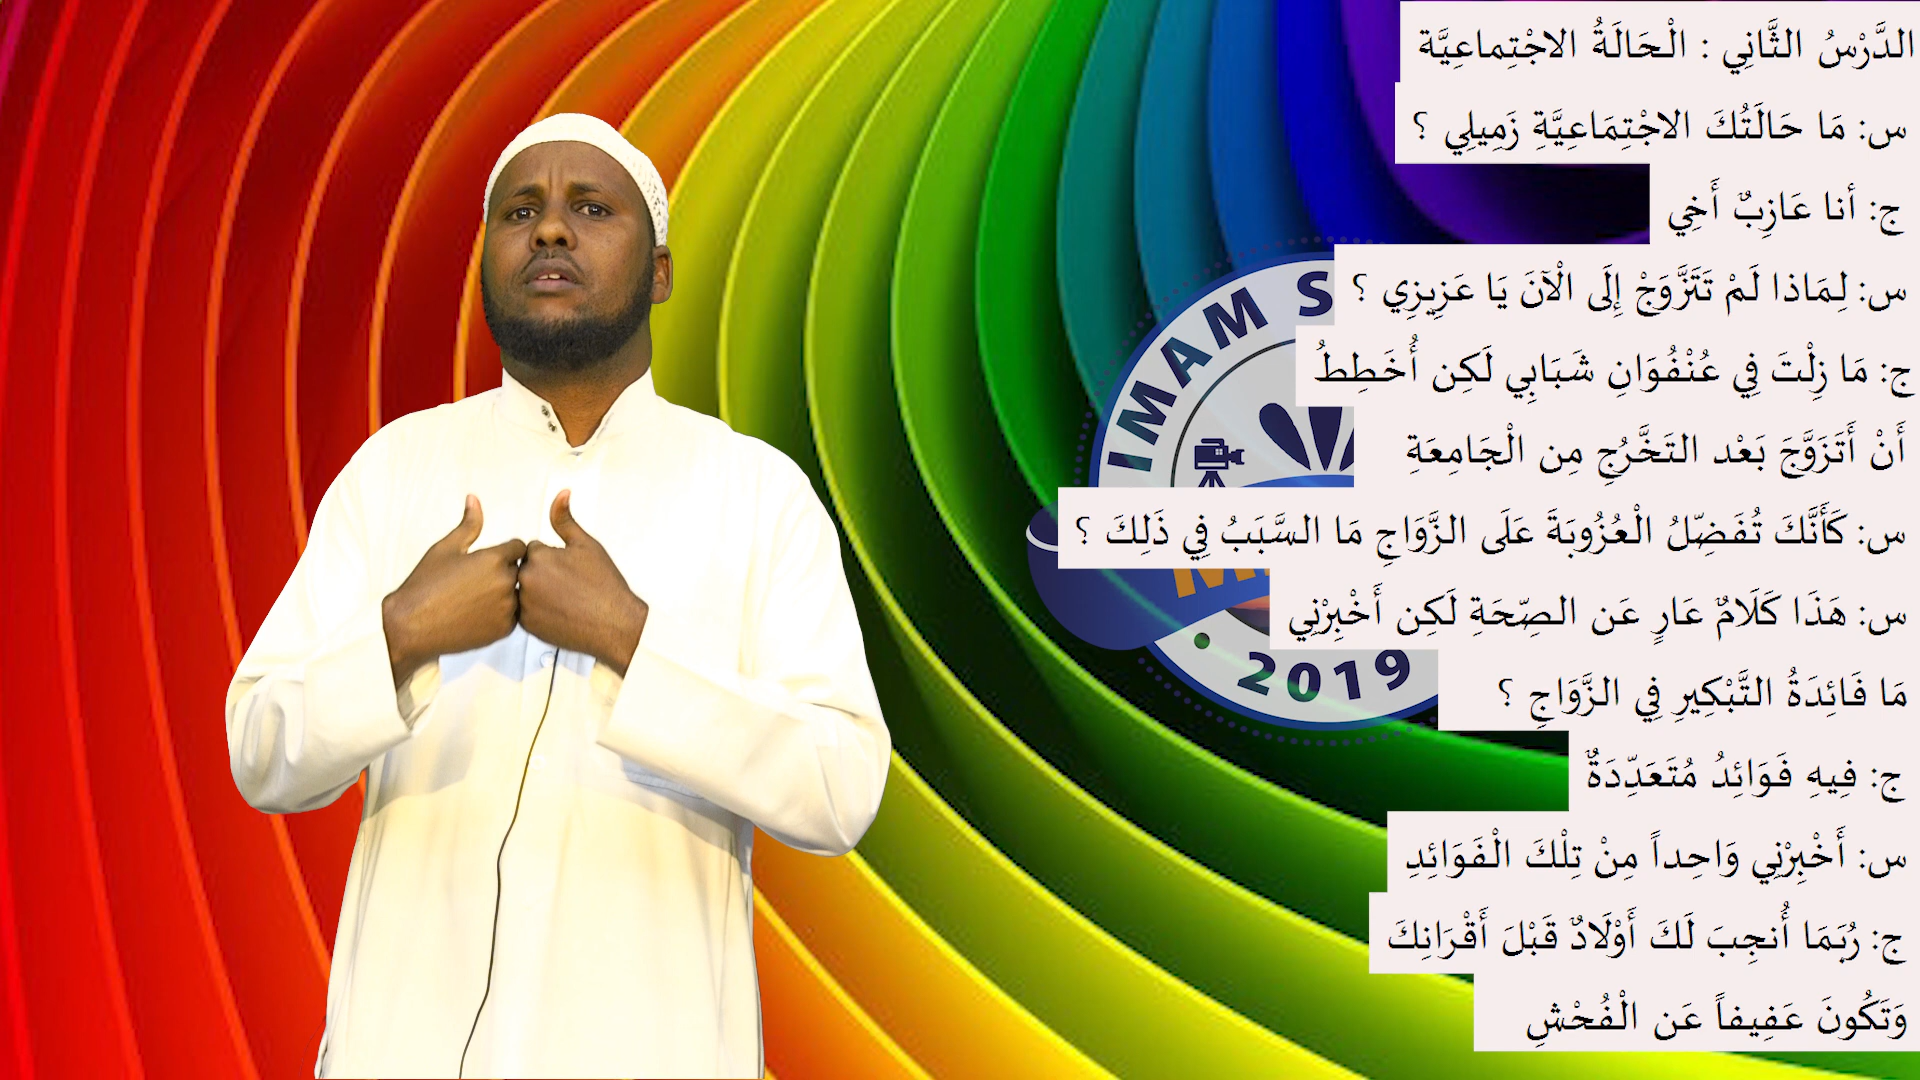 الدَّرْسُ الثَّانِي : الْحَالَةُ الاجْتِماعِيَّة
س: مَا حَالَتُكَ الاجْتِمَاعِيَّةِ زَمِيلِي ؟
ج: أنا عَازِبٌ أَخِي
س: لِمَاذا لَمْ تَتَزَّوَجْ إِلَى الْآنَ يَا عَزِيزِي ؟
ج: مَا زِلْتَ فِي عُنْفُوَانِ شَبَابِي لَكِن أُخَطِطُ
أَنْ أَتَزَوَّجَ بَعْد التَخَّرُجِ مِن الْجَامِعَةِ
س: كَأَنَّكَ تُفَضِّلُ الْعُزُوبَةَ عَلَى الزَّوَاجِ مَا السَّبَبُ فِي ذَلِكَ ؟
س: هَذَا كَلَامٌ عَارٍ عَن الصِّحَةِ لَكِن أَخْبِرْنِي
مَا فَائِدَةُ التَّبْكِيرِ فِي الزَّوَاجِ ؟
ج: فِيهِ فَوَائِدُ مُتَعَدِّدَةٌ
س: أَخْبِرْنِي وَاحِداً مِنْ تِلْكَ الْفَوَائِدِ
ج: رُبَمَا أُنجِبَ لَكَ أَوْلَادٌ قَبْلَ أَقْرَانِكَ
وَتَكُونَ عَفِيفاً عَن الْفُحْشِ
IMAM S
2019